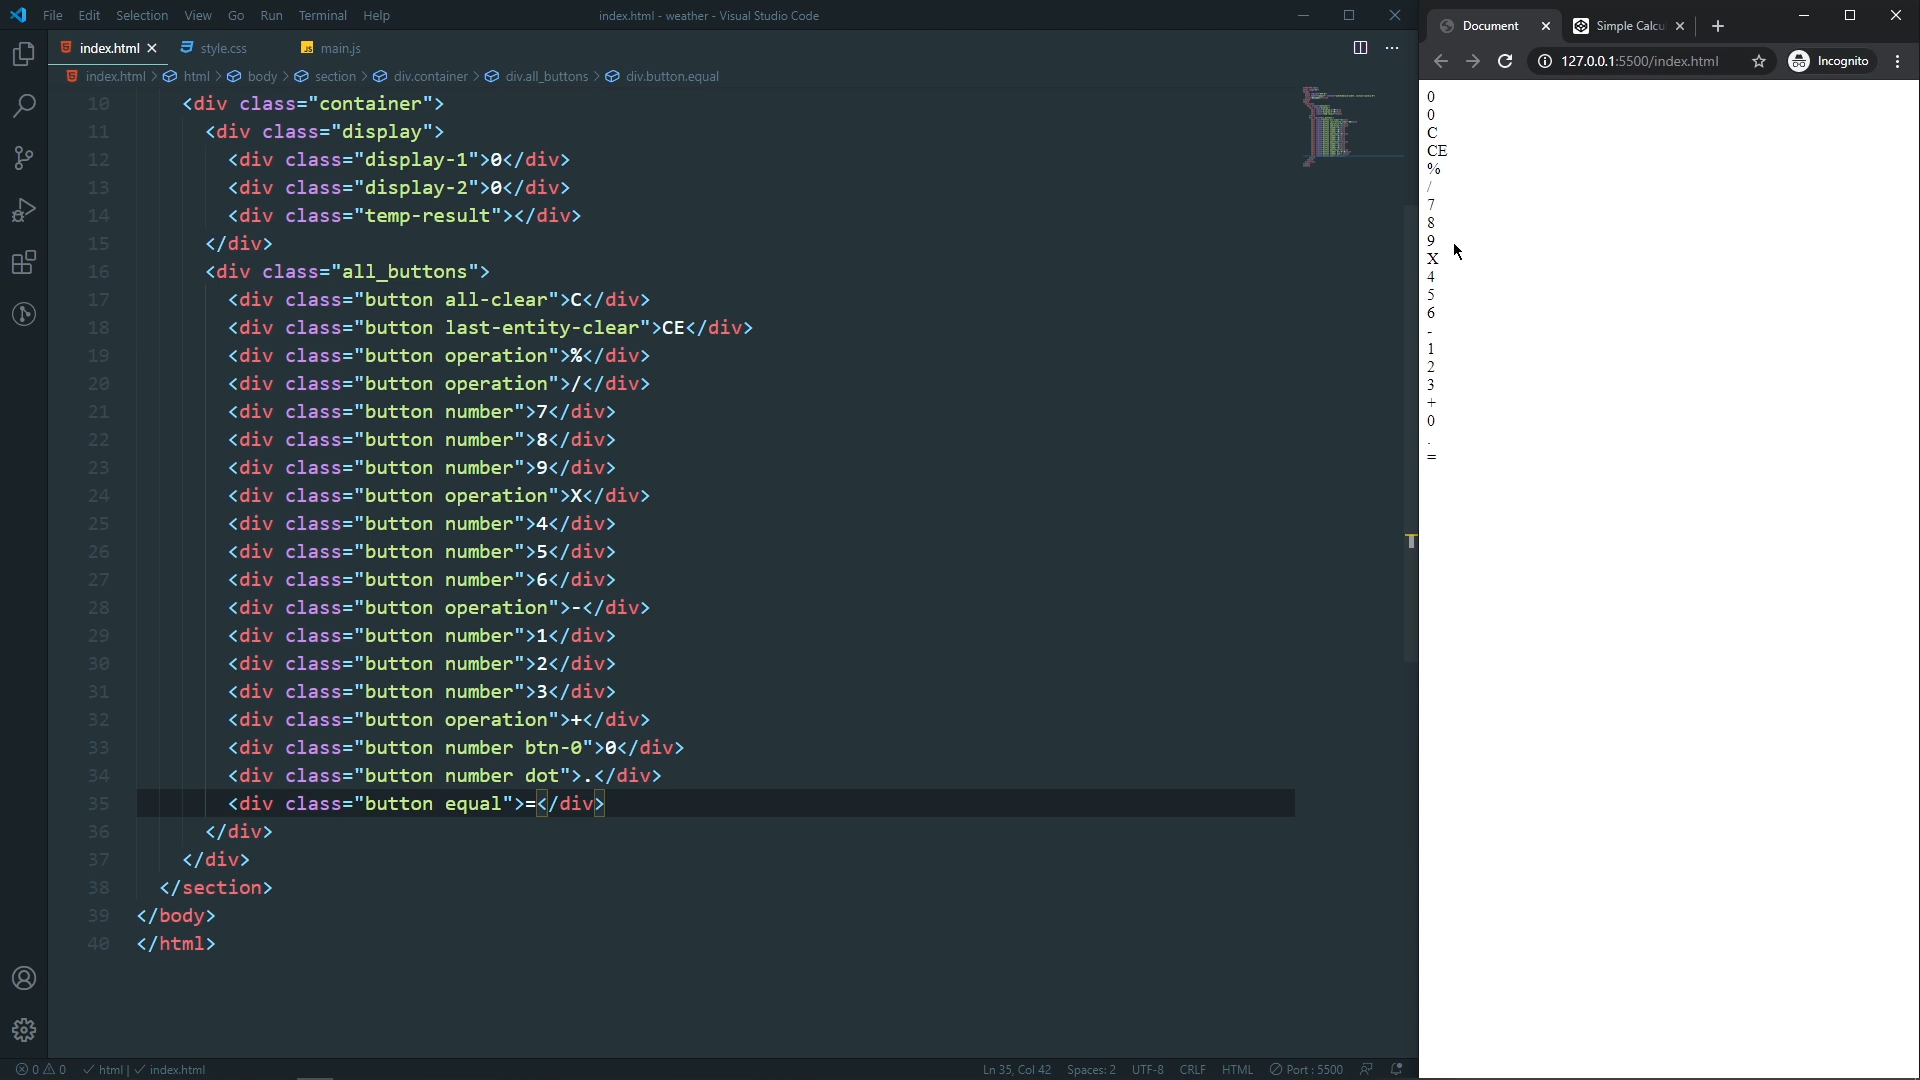 File Edit Selection View Go Run Terminal Help index.html - weather - Visual Studio Code
index.html style.css main.js
index.html > html > body > section > div.container > div.all_buttons > div.button.equal
10 <div class="container">
11 <div class="display">
12 <div class="display-1">0</div>
13 <div class="display-2">0</div>
14 <div class="temp-result"></div>
15 </div>
16 <div class="all_buttons">
17 <div class="button all-clear">C</div>
18 <div class="button last-entity-clear">CE</div>
19 <div class="button operation">%</div>
20 <div class="button operation">/</div>
21 <div class="button number">7</div>
22 <div class="button number">8</div>
23 <div class="button number">9</div>
24 <div class="button operation">X</div>
25 <div class="button number">4</div>
26 <div class="button number">5</div>
27 <div class="button number">6</div>
28 <div class="button operation">-</div>
29 <div class="button number">1</div>
30 <div class="button number">2</div>
31 <div class="button number">3</div>
32 <div class="button operation">+</div>
33 <div class="button number btn-0">0</div>
34 <div class="button number dot">.</div>
35 <div class="button equal">=</div>
36 </div>
37 </div>
38 </section>
39 </body>
40 </html>
0 0 html | index.html Ln 35, Col 42 Spaces: 2 UTF-8 CRLF HTML Port : 5500
Document Simple Calcu
127.0.0.1:5500/index.html Incognito
0
0
C
CE
%
/
7
8
9
X
4
5
6
-
1
2
3
+
0
.
=